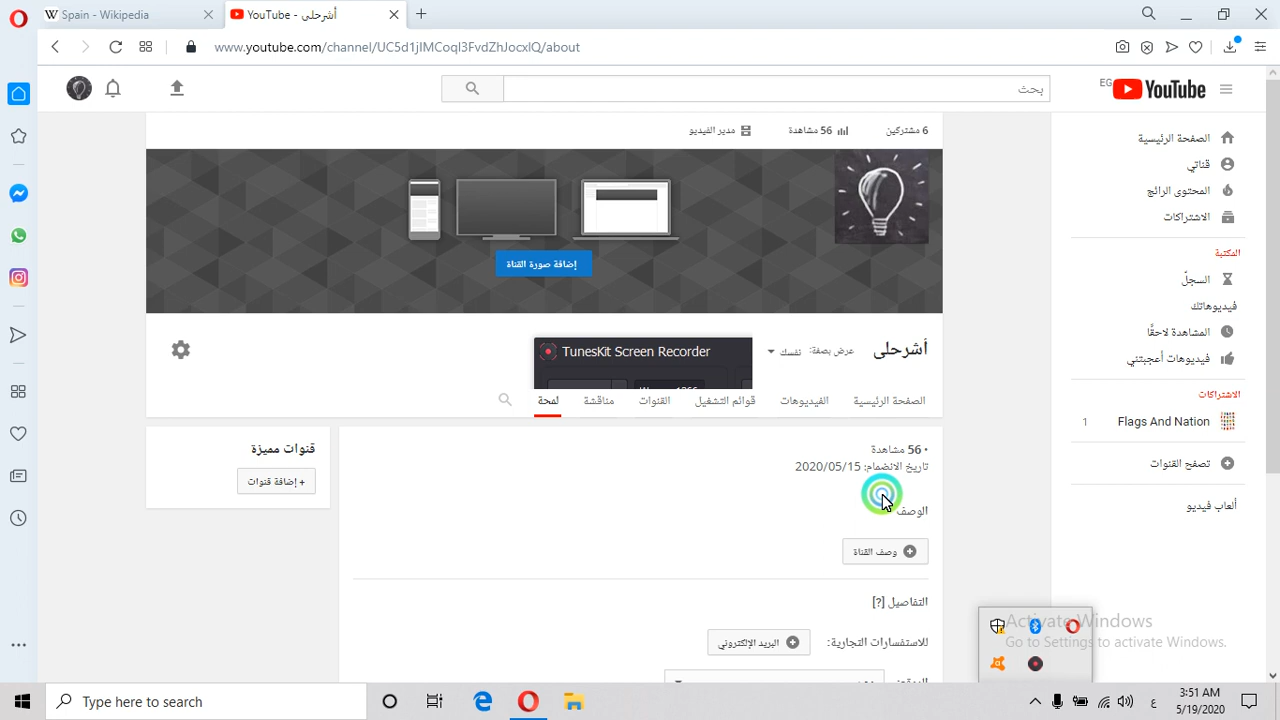 Spain - Wikipedia
YouTube - أشرحلى
www.youtube.com/channel/UC5d1jIMCoqI3FvdZhJocxIQ/about
بحث
YouTube EG
6 مشتركين
56 مشاهدة
مدير الفيديو
إضافة صورة القناة
أشرحلى
عرض بصفة: نفسك
TunesKit Screen Recorder
الصفحة الرئيسية
الفيديوهات
قوائم التشغيل
القنوات
مناقشة
لمحة
• 56 مشاهدة
تاريخ الانضمام: 15‏/05‏/2020
الوصف
وصف القناة
التفاصيل [?]
للاستفسارات التجارية:
البريد الإلكتروني
قنوات مميزة
+ إضافة قنوات
الصفحة الرئيسية
قناتي
المحتوى الرائج
الاشتراكات
المكتبة
السجلّ
فيديوهاتك
المشاهدة لاحقًا
فيديوهات أعجبتني
الاشتراكات
Flags And Nation 1
تصفح القنوات
ألعاب فيديو
Activate Windows
Go to Settings to activate Windows.
Type here to search
ع
3:51 AM
5/19/2020